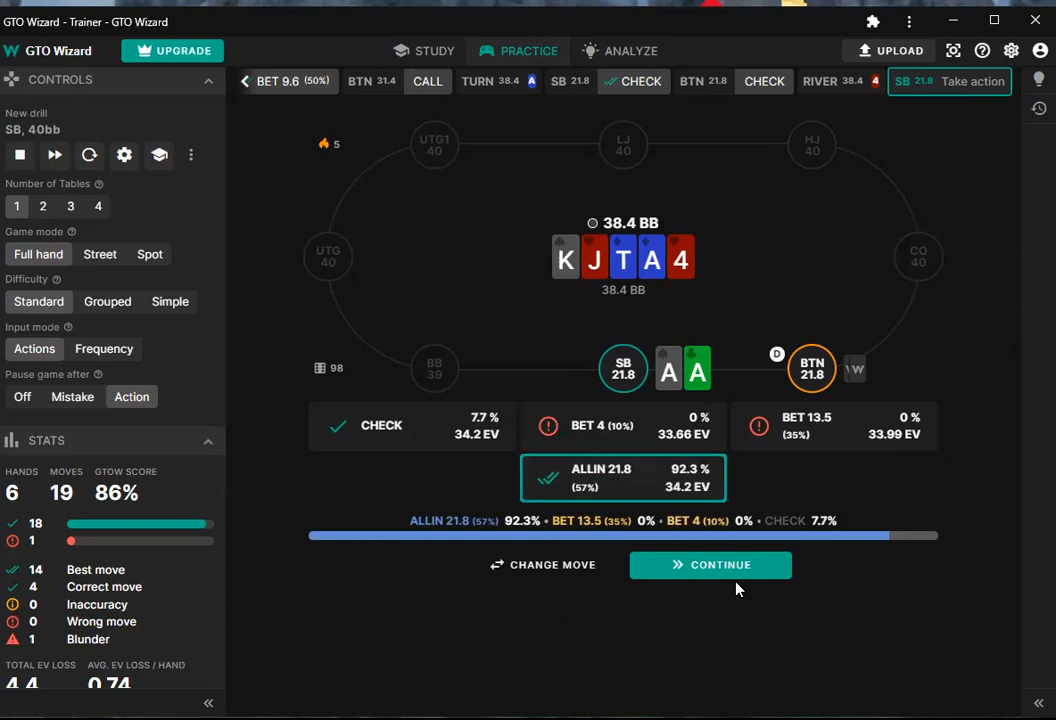 GTO Wizard - Trainer - GTO Wizard
GTO Wizard
UPGRADE
STUDY
PRACTICE
ANALYZE
UPLOAD
CONTROLS
BET 9.6 (50%) BTN 31.4 CALL TURN 38.4 A SB 21.8 CHECK BTN 21.8 CHECK RIVER 38.4 4 SB 21.8 Take action
New drill
SB, 40bb
Number of Tables
1 2 3 4
Game mode
Full hand Street Spot
Difficulty
Standard Grouped Simple
Input mode
Actions Frequency
Pause game after
Off Mistake Action
STATS
HANDS MOVES GTOW SCORE
6 19 86%
18
1
14 Best move
4 Correct move
0 Inaccuracy
0 Wrong move
1 Blunder
TOTAL EV LOSS AVG. EV LOSS / HAND
4.4 0.74
5
UTG1
40
LJ
40
HJ
40
UTG
40
CO
40
38.4 BB
K J T A 4
38.4 BB
98
BB
39
SB
21.8
A A
D
BTN
21.8
W
CHECK 7.7 %
34.2 EV
BET 4 (10%) 0 %
33.66 EV
BET 13.5 0 %
(35%) 33.99 EV
ALLIN 21.8 92.3 %
(57%) 34.2 EV
ALLIN 21.8 (57%) 92.3% • BET 13.5 (35%) 0% • BET 4 (10%) 0% • CHECK 7.7%
CHANGE MOVE
CONTINUE